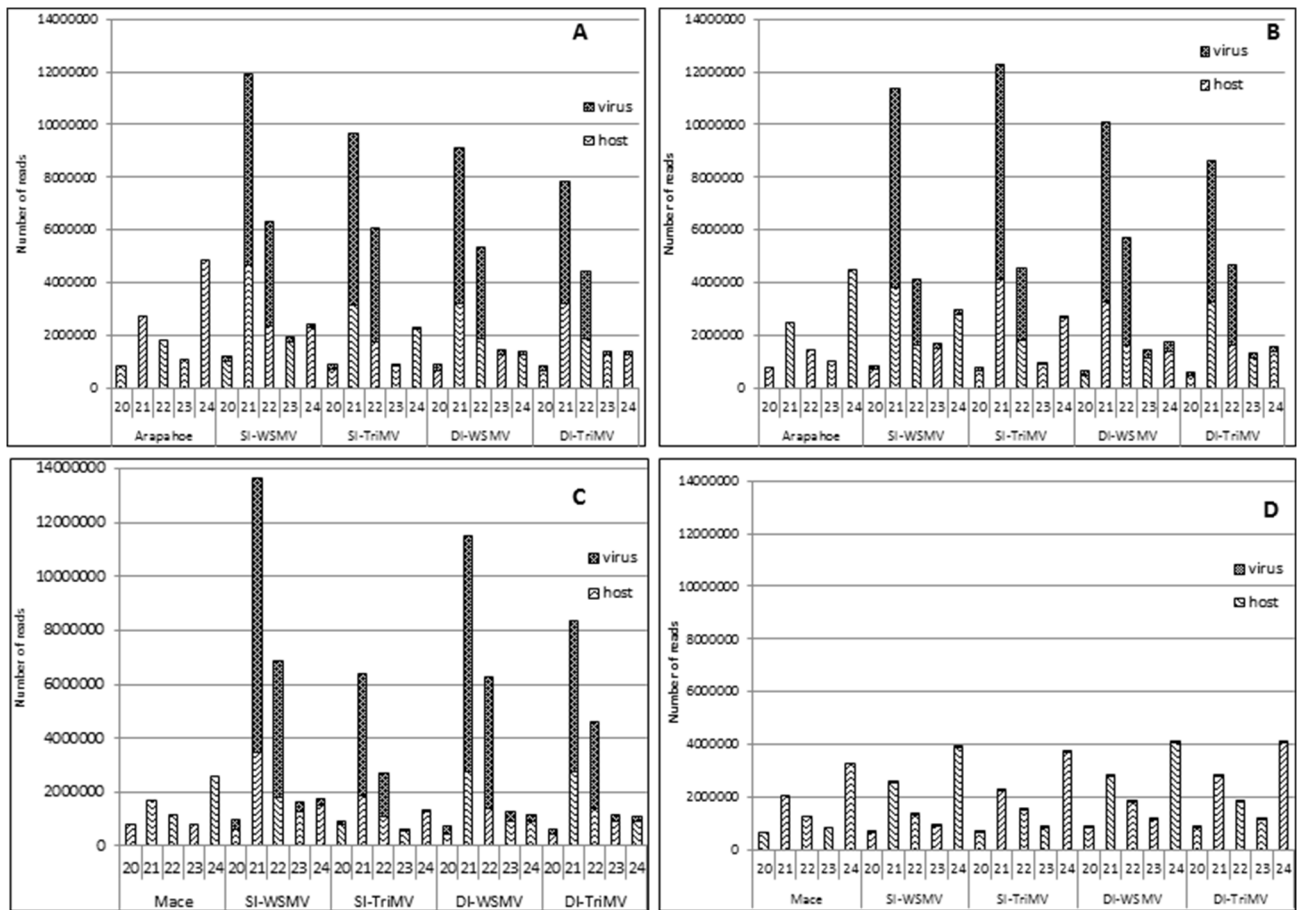 A
14000000
12000000
10000000
8000000
6000000
4000000
2000000
0
Number of reads
virus
host
20 21 22 23 24 20 21 22 23 24 20 21 22 23 24 20 21 22 23 24 20 21 22 23 24
Arapahoe SI-WSMV SI-TriMV DI-WSMV DI-TriMV
B
14000000
12000000
10000000
8000000
6000000
4000000
2000000
0
Number of reads
virus
host
20 21 22 23 24 20 21 22 23 24 20 21 22 23 24 20 21 22 23 24 20 21 22 23 24
Arapahoe SI-WSMV SI-TriMV DI-WSMV DI-TriMV
C
14000000
12000000
10000000
8000000
6000000
4000000
2000000
0
Number of reads
virus
host
20 21 22 23 24 20 21 22 23 24 20 21 22 23 24 20 21 22 23 24 20 21 22 23 24
Mace SI-WSMV SI-TriMV DI-WSMV DI-TriMV
D
14000000
12000000
10000000
8000000
6000000
4000000
2000000
0
Number of reads
virus
host
20 21 22 23 24 20 21 22 23 24 20 21 22 23 24 20 21 22 23 24 20 21 22 23 24
Mace SI-WSMV SI-TriMV DI-WSMV DI-TriMV